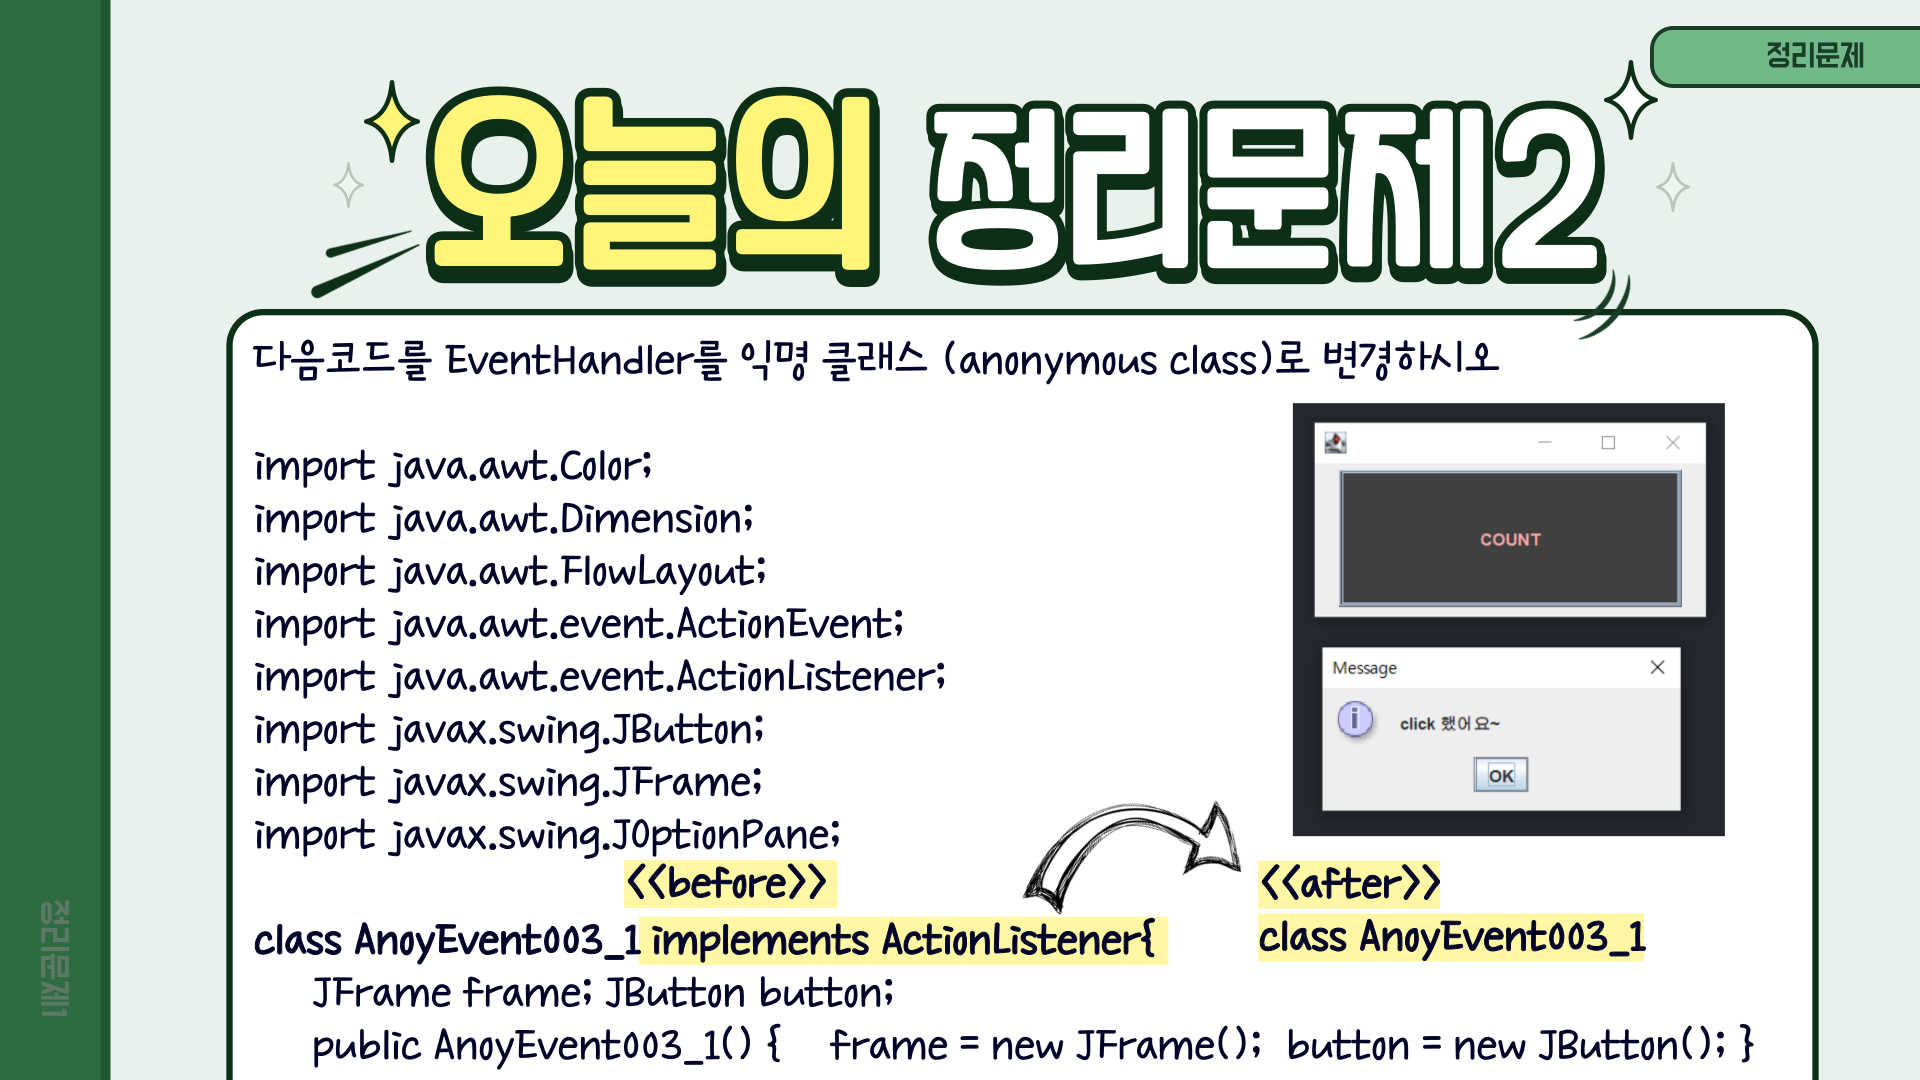 정리문제
오늘의 정리문제2
다음코드를 EventHandler를 익명 클래스 (anonymous class)로 변경하시오
import java.awt.Color;
import java.awt.Dimension;
import java.awt.FlowLayout;
import java.awt.event.ActionEvent;
import java.awt.event.ActionListener;
import javax.swing.JButton;
import javax.swing.JFrame;
import javax.swing.JOptionPane;
COUNT
Message
click 했어요~
OK
<<before>>
<<after>>
class AnoyEvent003_1 implements ActionListener{
class AnoyEvent003_1
JFrame frame; JButton button;
public AnoyEvent003_1() { frame = new JFrame(); button = new JButton(); }
정리문제1